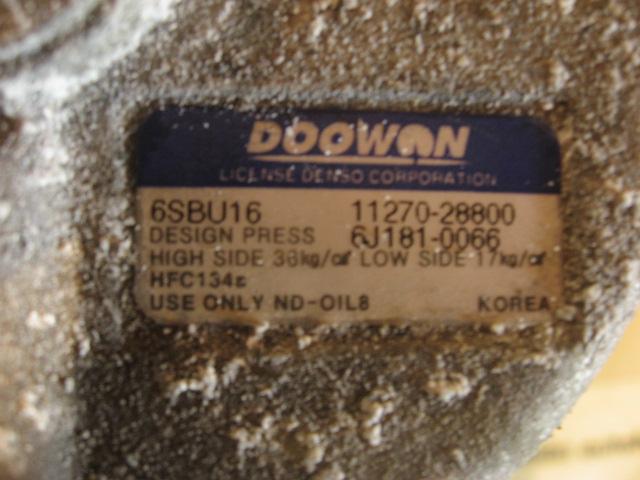 DOOWON
LICENSE DENSO CORPORATION
6SBU16 11270-28800
DESIGN PRESS 6J181-0066
HIGH SIDE 36kg/㎠ LOW SIDE 17kg/㎠
HFC134a
USE ONLY ND-OIL8 KOREA